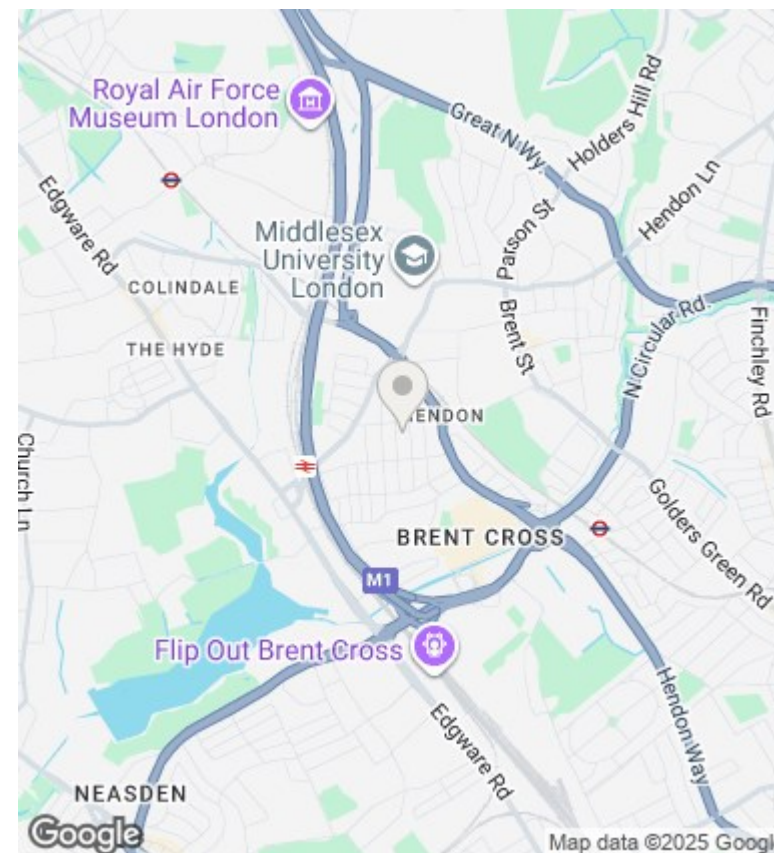 Royal Air Force
Museum London
Great N Wy.
Holders Hill Rd
Edgware Rd
Parson St
Hendon Ln
Middlesex
University
London
COLINDALE
THE HYDE
Brent St
N Circular Rd.
Finchley Rd
HENDON
Church Ln
BRENT CROSS
Golders Green Rd
M1
Flip Out Brent Cross
Hendon Way
Edgware Rd
NEASDEN
Google
Map data ©2025 Googl